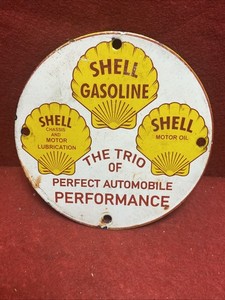 SHELL
GASOLINE
SHELL
CHASSIS AND
MOTOR
LUBRICATION
SHELL
MOTOR OIL
THE TRIO
OF
PERFECT AUTOMOBILE
PERFORMANCE